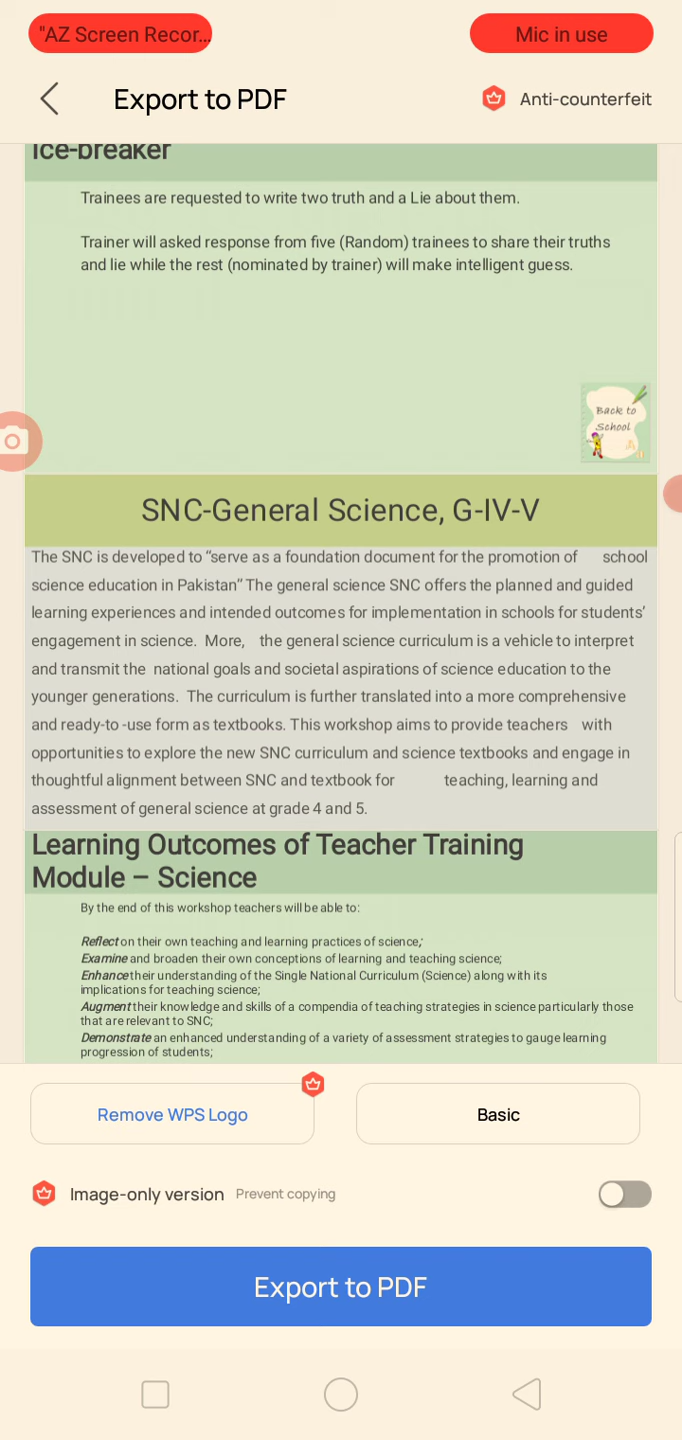 "AZ Screen Recor...
Mic in use
Export to PDF
Anti-counterfeit
Ice-breaker
Trainees are requested to write two truth and a Lie about them.
Trainer will asked response from five (Random) trainees to share their truths
and lie while the rest (nominated by trainer) will make intelligent guess.
Back to
School
SNC-General Science, G-IV-V
The SNC is developed to “serve as a foundation document for the promotion of school
science education in Pakistan” The general science SNC offers the planned and guided
learning experiences and intended outcomes for implementation in schools for students’
engagement in science. More, the general science curriculum is a vehicle to interpret
and transmit the national goals and societal aspirations of science education to the
younger generations. The curriculum is further translated into a more comprehensive
and ready-to -use form as textbooks. This workshop aims to provide teachers with
opportunities to explore the new SNC curriculum and science textbooks and engage in
thoughtful alignment between SNC and textbook for teaching, learning and
assessment of general science at grade 4 and 5.
Learning Outcomes of Teacher Training
Module – Science
By the end of this workshop teachers will be able to:
Reflect on their own teaching and learning practices of science;
Examine and broaden their own conceptions of learning and teaching science;
Enhance their understanding of the Single National Curriculum (Science) along with its
implications for teaching science;
Augment their knowledge and skills of a compendia of teaching strategies in science particularly those
that are relevant to SNC;
Demonstrate an enhanced understanding of a variety of assessment strategies to gauge learning
progression of students;
Remove WPS Logo
Basic
Image-only version Prevent copying
Export to PDF